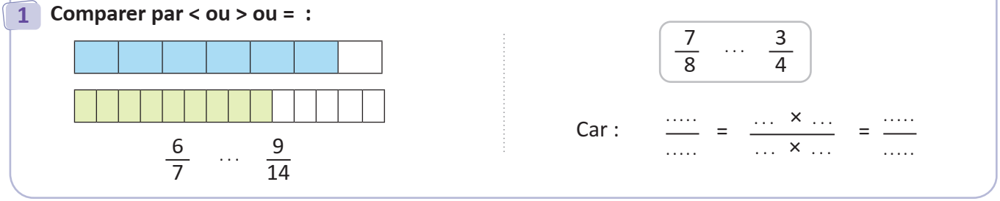 1 Comparer par < ou > ou = :
6/7 ... 9/14
7/8 ... 3/4
Car : ...../..... = ... × .../... × ... = ...../.....